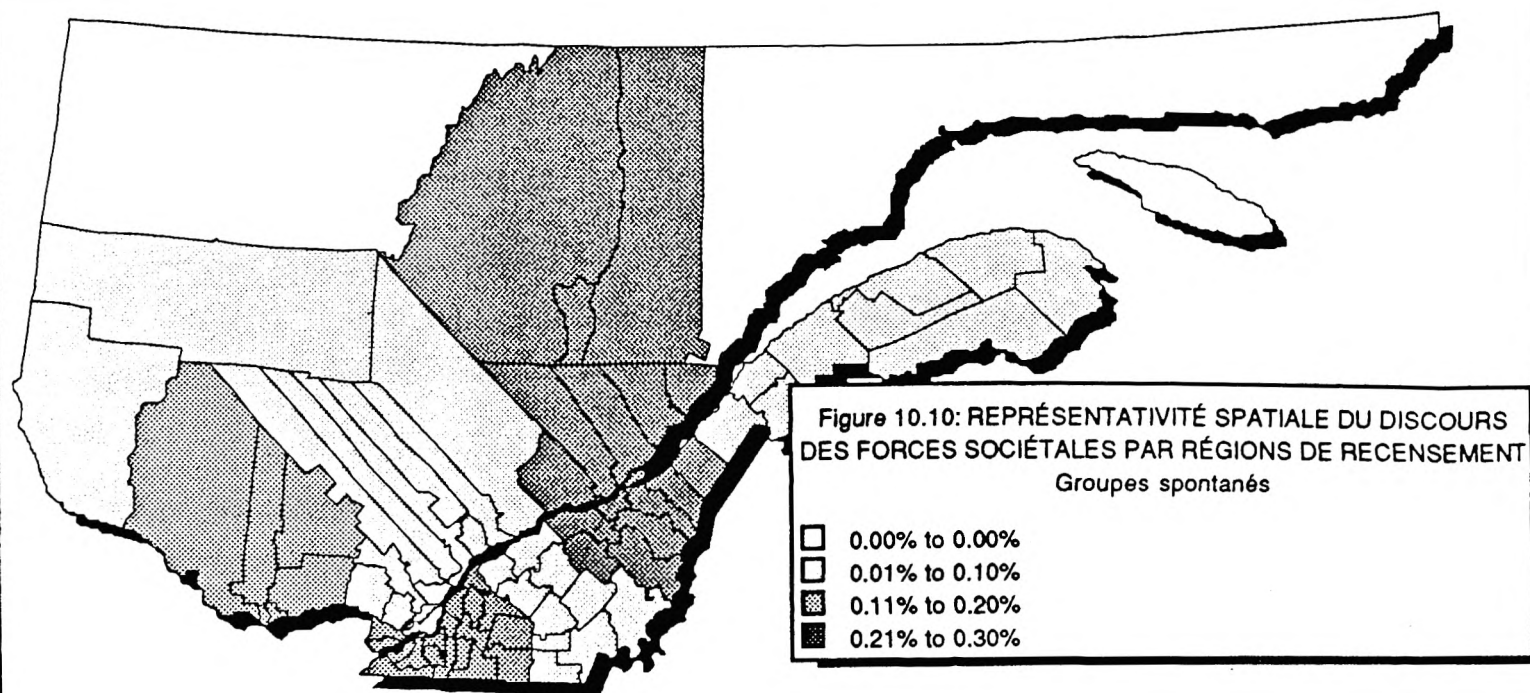 Figure 10.10: REPRÉSENTATIVITÉ SPATIALE DU DISCOURS
DES FORCES SOCIÉTALES PAR RÉGIONS DE RECENSEMENT
Groupes spontanés
0.00% to 0.00%
0.01% to 0.10%
0.11% to 0.20%
0.21% to 0.30%